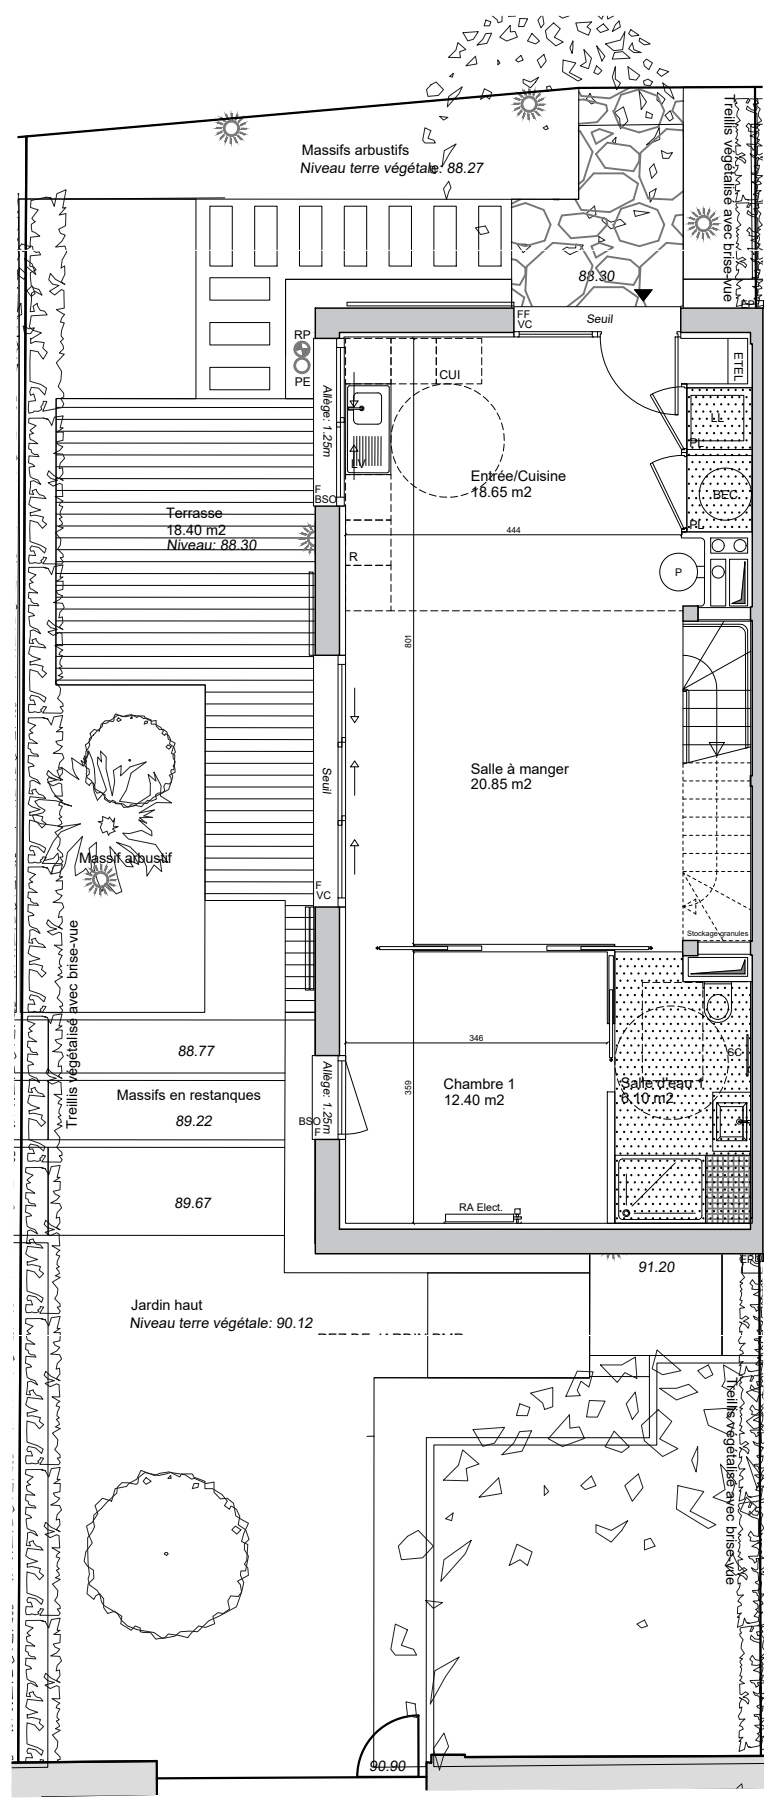 Massifs arbustifs
Niveau terre végétale: 88.27
Treillis végétalisé avec brise-vue
88.30
FF
VC
Seuil
RP
PE
CUI
ETEL
Allège: 1.25m
LL
PL
LV
Entrée/Cuisine
18.65 m2
F
BSO
BEC
PL
Terrasse
18.40 m2
Niveau: 88.30
444
R
P
801
Salle à manger
20.85 m2
Seuil
Massif arbustif
F
VC
Stockage granules
Treillis végétalisé avec brise-vue
88.77
346
SC
Allège: 1.25m
359
Chambre 1
12.40 m2
Salle d'eau 1
6.10 m2
Massifs en restanques
89.22
BSO
F
89.67
RA Elect.
91.20
Jardin haut
Niveau terre végétale: 90.12
Treillis végétalisé avec brise-vue
90.90